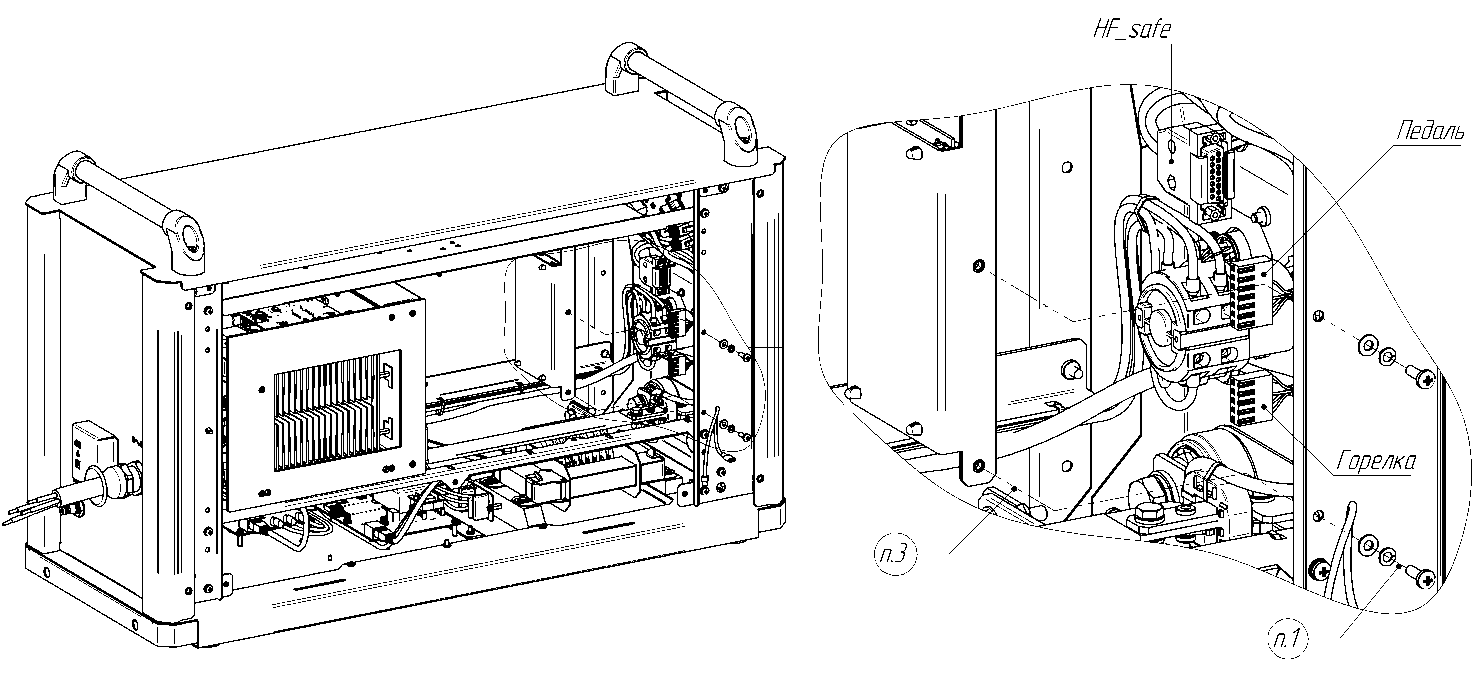 HF_safe
Педаль
Горелка
п.3
п.1